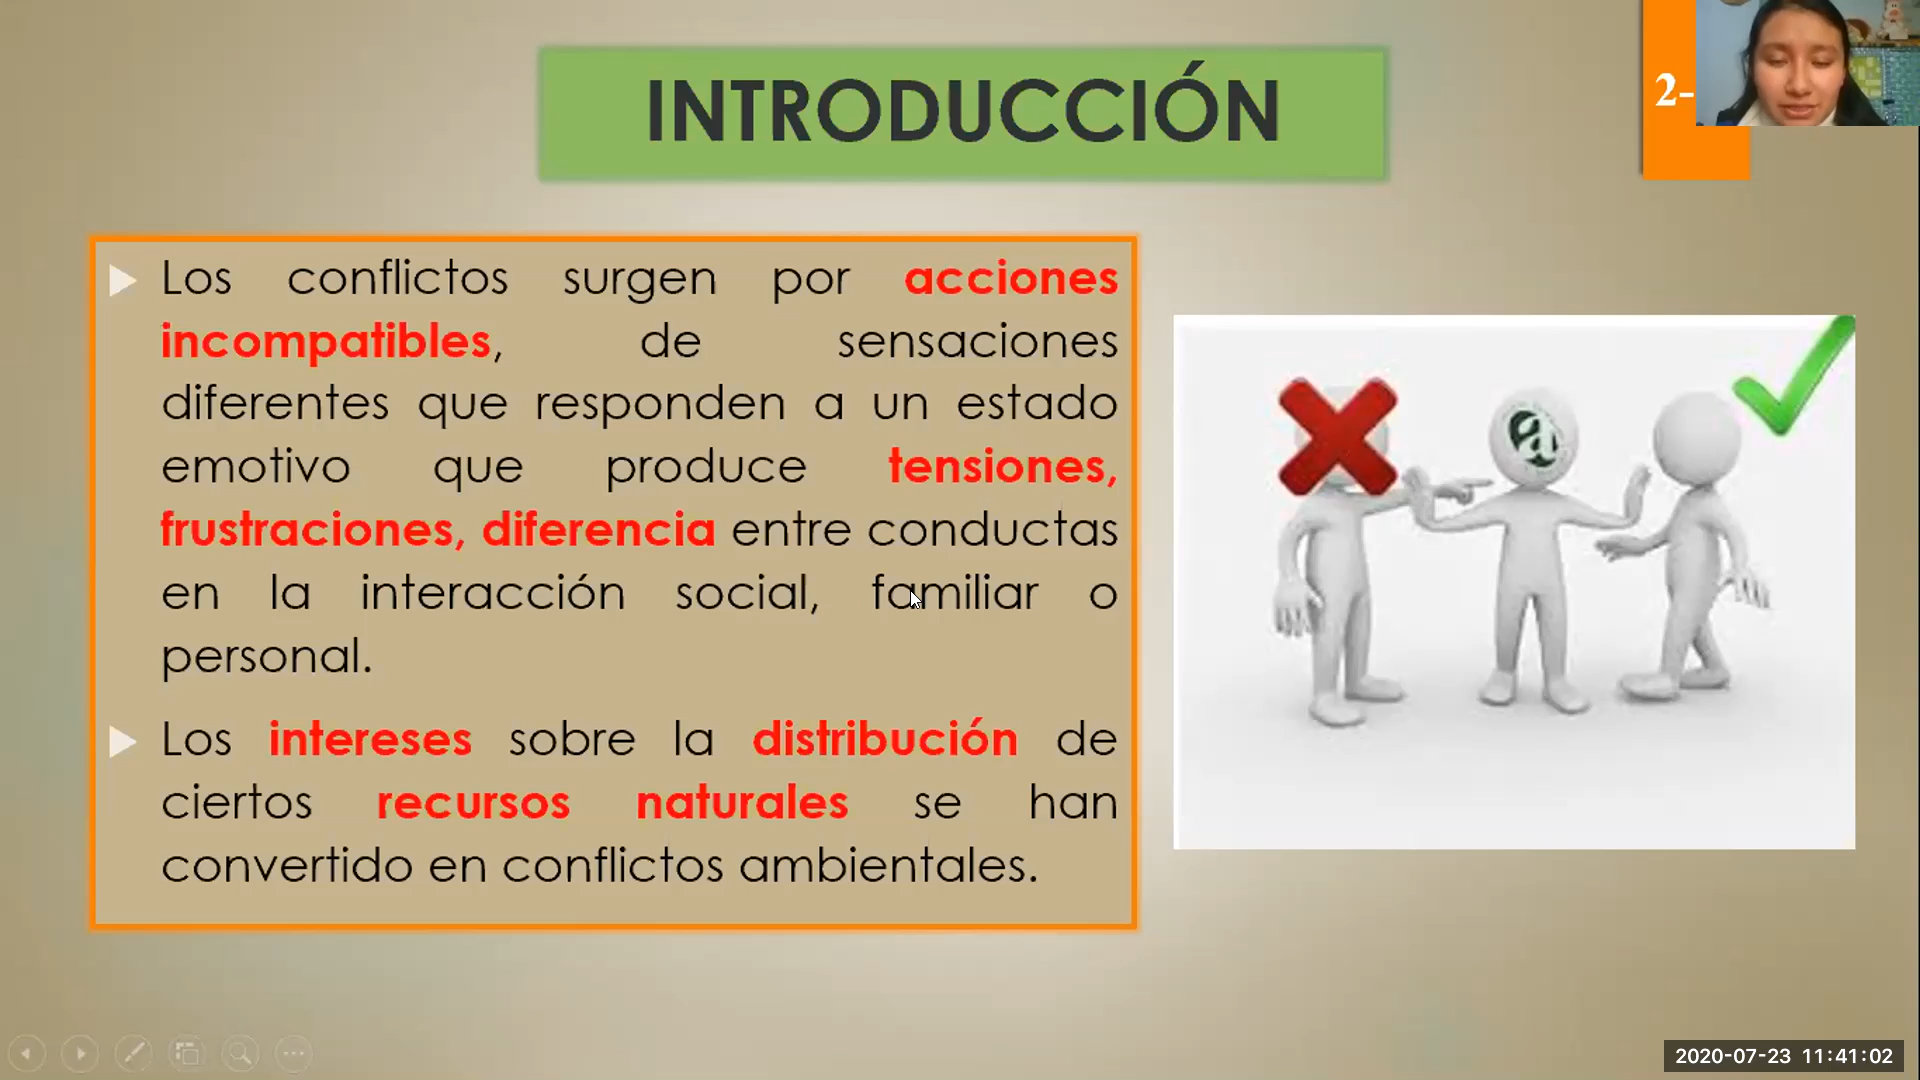 INTRODUCCIÓN
2-
Los conflictos surgen por acciones
incompatibles, de sensaciones
diferentes que responden a un estado
emotivo que produce tensiones,
frustraciones, diferencia entre conductas
en la interacción social, familiar o
personal.
Los intereses sobre la distribución de
ciertos recursos naturales se han
convertido en conflictos ambientales.
a
2020-07-23 11:41:02